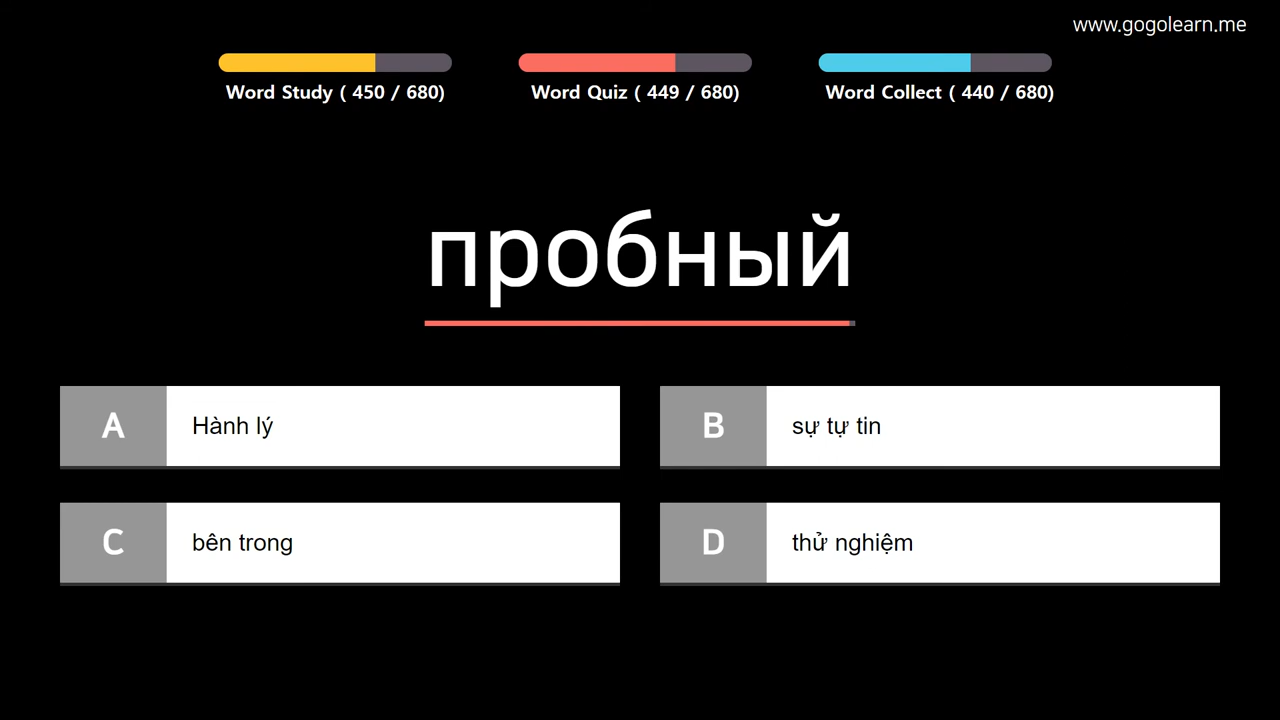 www.gogolearn.me
Word Study ( 450 / 680)
Word Quiz ( 449 / 680)
Word Collect ( 440 / 680)
пробный
A Hành lý
B sự tự tin
C bên trong
D thử nghiệm